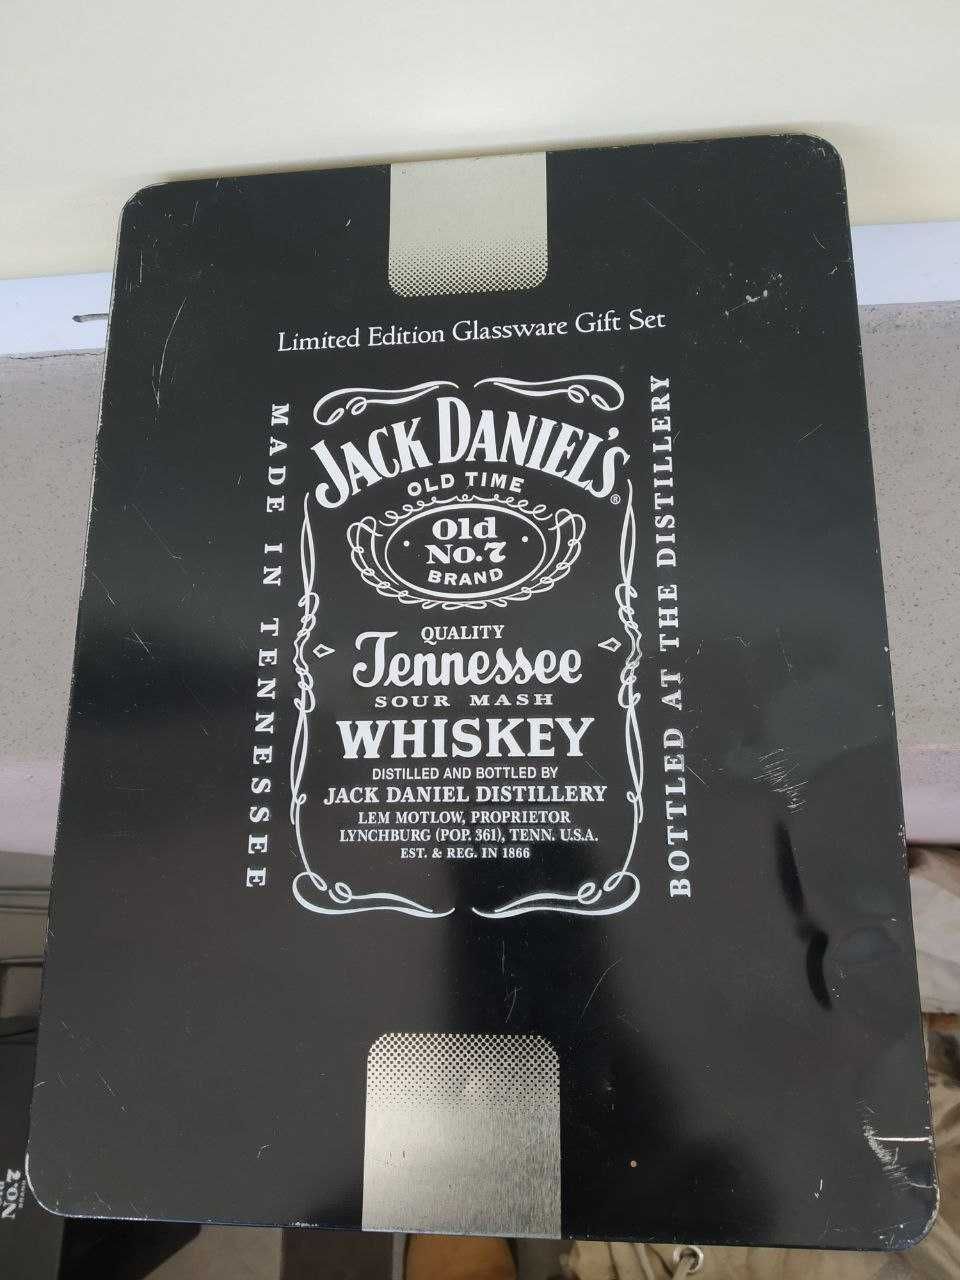 Limited Edition Glassware Gift Set
MADE IN TENNESSEE
JACK DANIEL'S®
OLD TIME
Old
No.7
BRAND
QUALITY
Tennessee
SOUR MASH
WHISKEY
DISTILLED AND BOTTLED BY
JACK DANIEL DISTILLERY
LEM MOTLOW, PROPRIETOR
LYNCHBURG (POP. 361), TENN. U.S.A.
EST. & REG. IN 1866
BOTTLED AT THE DISTILLERY
No.7